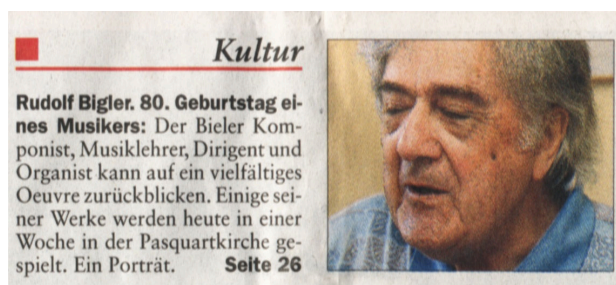 Kultur
Rudolf Bigler. 80. Geburtstag ei-
nes Musikers: Der Bieler Kom-
ponist, Musiklehrer, Dirigent und
Organist kann auf ein vielfältiges
Oeuvre zurückblicken. Einige sei-
ner Werke werden heute in einer
Woche in der Pasquartkirche ge-
spielt. Ein Porträt. Seite 26